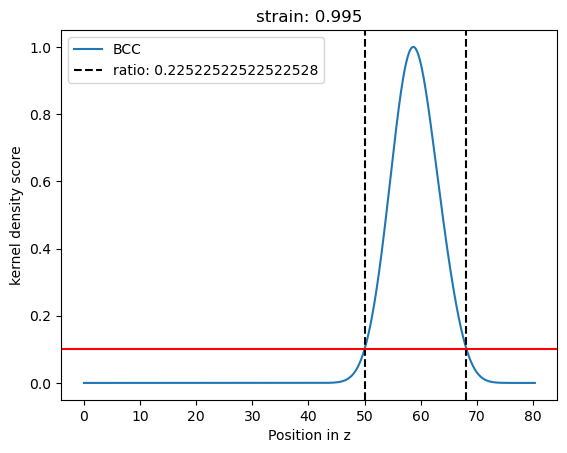 strain: 0.995
BCC
ratio: 0.22522522522522528
1.0
0.8
0.6
0.4
0.2
0.0
kernel density score
0 10 20 30 40 50 60 70 80
Position in z